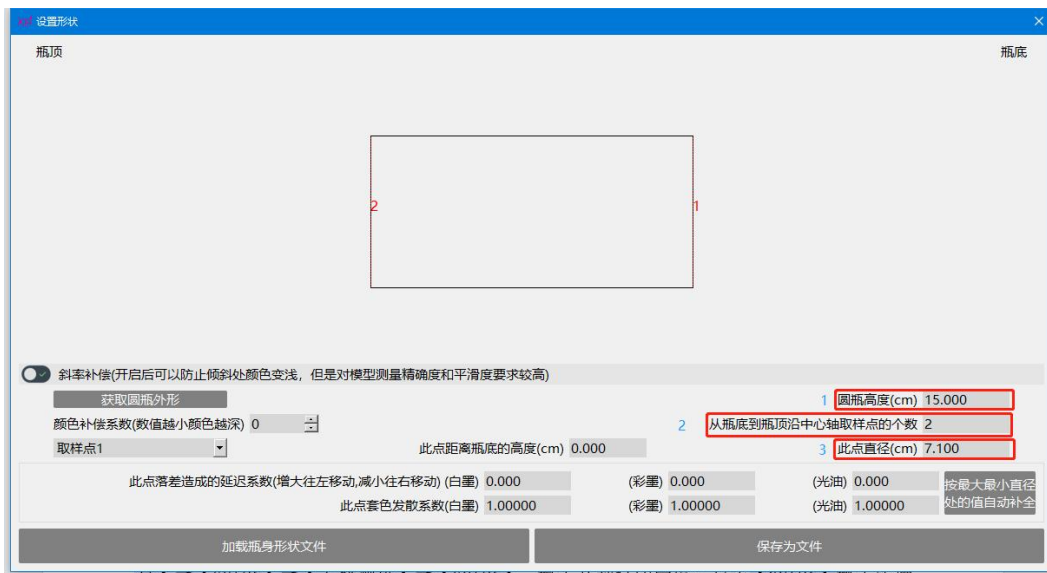 设置形状
瓶顶 瓶底
2 1
斜率补偿(开启后可以防止倾斜处颜色变浅，但是对模型测量精确度和平滑度要求较高)
获取圆瓶外形 1 圆瓶高度(cm) 15.000
颜色补偿系数(数值越小颜色越深) 0 2 从瓶底到瓶顶沿中心轴取样点的个数 2
取样点1 此点距离瓶底的高度(cm) 0.000 3 此点直径(cm) 7.100
此点落差造成的延迟系数(增大往左移动,减小往右移动) (白墨) 0.000 (彩墨) 0.000 (光油) 0.000
此点套色发散系数(白墨) 1.00000 (彩墨) 1.00000 (光油) 1.00000
按最大最小直径
处的值自动补全
加载瓶身形状文件 保存为文件